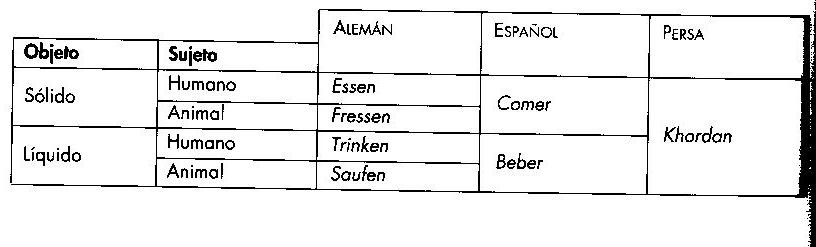 ALEMÁN ESPAÑOL PERSA
Objeto Sujeto
Sólido Humano Essen Comer Khordan
Animal Fressen
Líquido Humano Trinken Beber
Animal Saufen